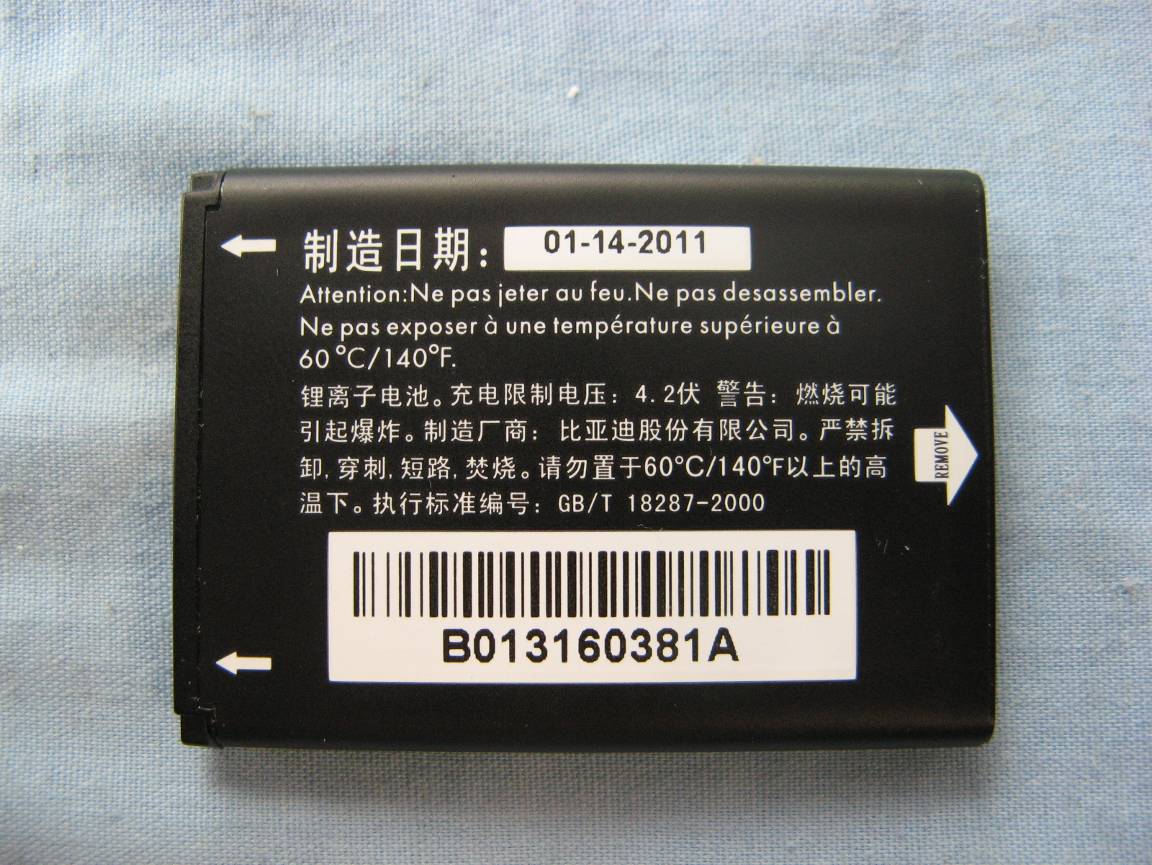 制造日期: 01-14-2011
Attention:Ne pas jeter au feu.Ne pas desassembler.
Ne pas exposer à une température supérieure à
60°C/140°F.
锂离子电池。充电限制电压: 4.2伏 警告: 燃烧可能
引起爆炸。制造厂商: 比亚迪股份有限公司。严禁拆
卸,穿刺,短路,焚烧。请勿置于60°C/140°F以上的高
温下。执行标准编号: GB/T 18287-2000
REMOVE
B013160381A